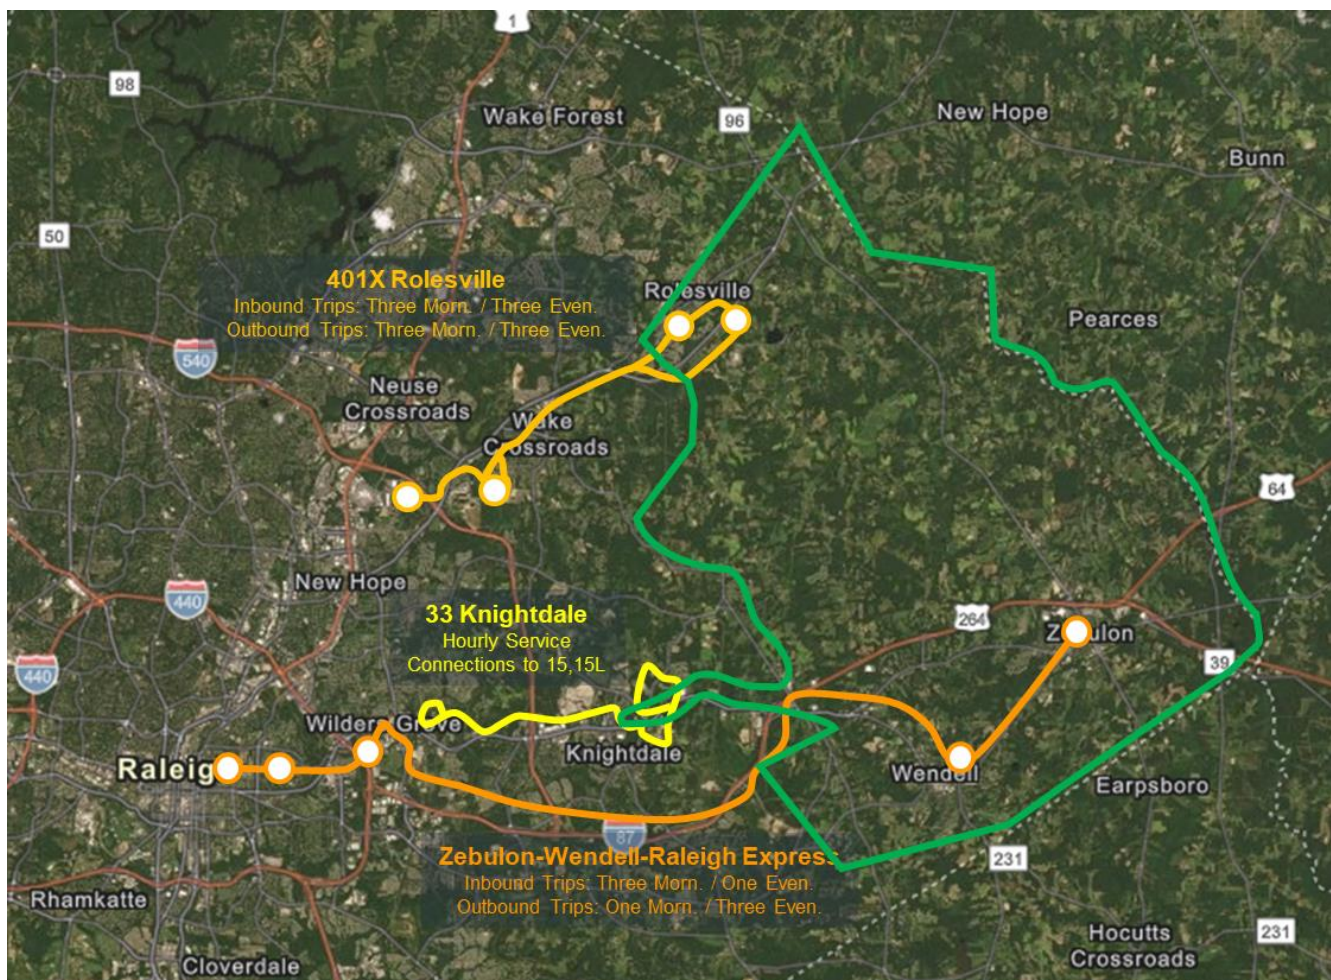 1
98
96
New Hope
Wake Forest
Bunn
50
401X Rolesville
Inbound Trips: Three Morn. / Three Even.
Outbound Trips: Three Morn. / Three Even.
Rolesville
Pearces
540
Neuse
Crossroads
Wake
Crossroads
64
New Hope
440
33 Knightdale
Hourly Service
Connections to 15,15L
264
Zebulon
39
440
Wilders Grove
Knightdale
Raleig
Wendell
Earpsboro
87
Zebulon-Wendell-Raleigh Express
Inbound Trips: Three Morn. / One Even.
Outbound Trips: One Morn. / Three Even.
231
Rhamkatte
231
Hocutts
Crossroads
Cloverdale